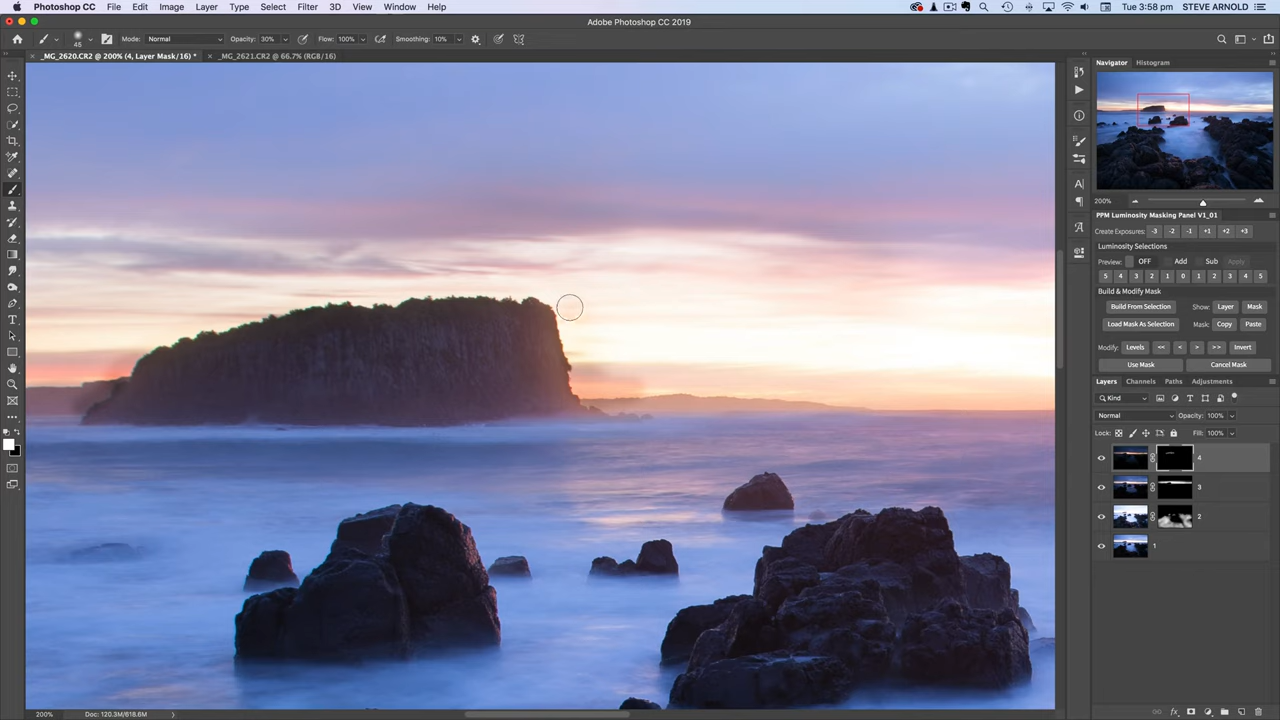 Photoshop CC File Edit Image Layer Type Select Filter 3D View Window Help Tue 3:58 pm STEVE ARNOLD
Adobe Photoshop CC 2019
45 Mode: Normal Opacity: 30% Flow: 100% Smoothing: 10%
_MG_2620.CR2 @ 200% (4, Layer Mask/16) * _MG_2621.CR2 @ 66.7% (RGB/16)
Navigator Histogram
200%
PPM Luminosity Masking Panel V1_01
Create Exposures: -3 -2 -1 +1 +2 +3
Luminosity Selections
Preview: OFF Add Sub Apply
5 4 3 2 1 0 1 2 3 4 5
Build & Modify Mask
Build From Selection Show: Layer Mask
Load Mask As Selection Mask: Copy Paste
Modify: Levels << < > >> Invert
Use Mask Cancel Mask
Layers Channels Paths Adjustments
Kind
Normal Opacity: 100%
Lock: Fill: 100%
4
3
2
1
200% Doc: 120.3M/618.6M